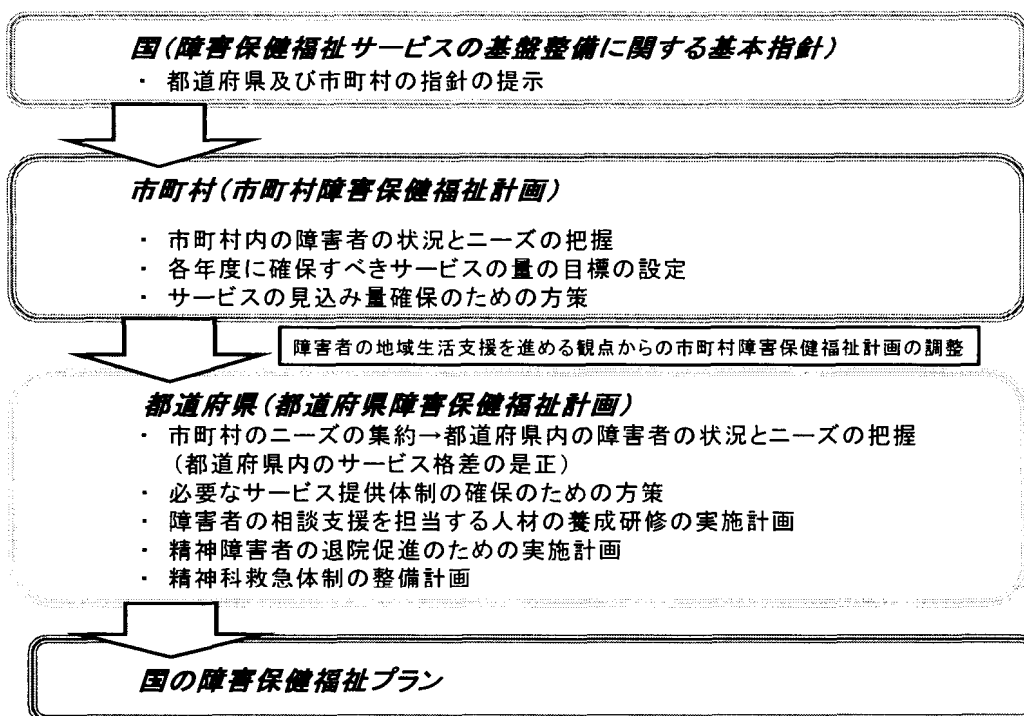 国(障害保健福祉サービスの基盤整備に関する基本指針)
・ 都道府県及び市町村の指針の提示
市町村(市町村障害保健福祉計画)
・ 市町村内の障害者の状況とニーズの把握
・ 各年度に確保すべきサービスの量の目標の設定
・ サービスの見込み量確保のための方策
障害者の地域生活支援を進める観点からの市町村障害保健福祉計画の調整
都道府県(都道府県障害保健福祉計画)
・ 市町村のニーズの集約→都道府県内の障害者の状況とニーズの把握
(都道府県内のサービス格差の是正)
・ 必要なサービス提供体制の確保のための方策
・ 障害者の相談支援を担当する人材の養成研修の実施計画
・ 精神障害者の退院促進のための実施計画
・ 精神科救急体制の整備計画
国の障害保健福祉プラン